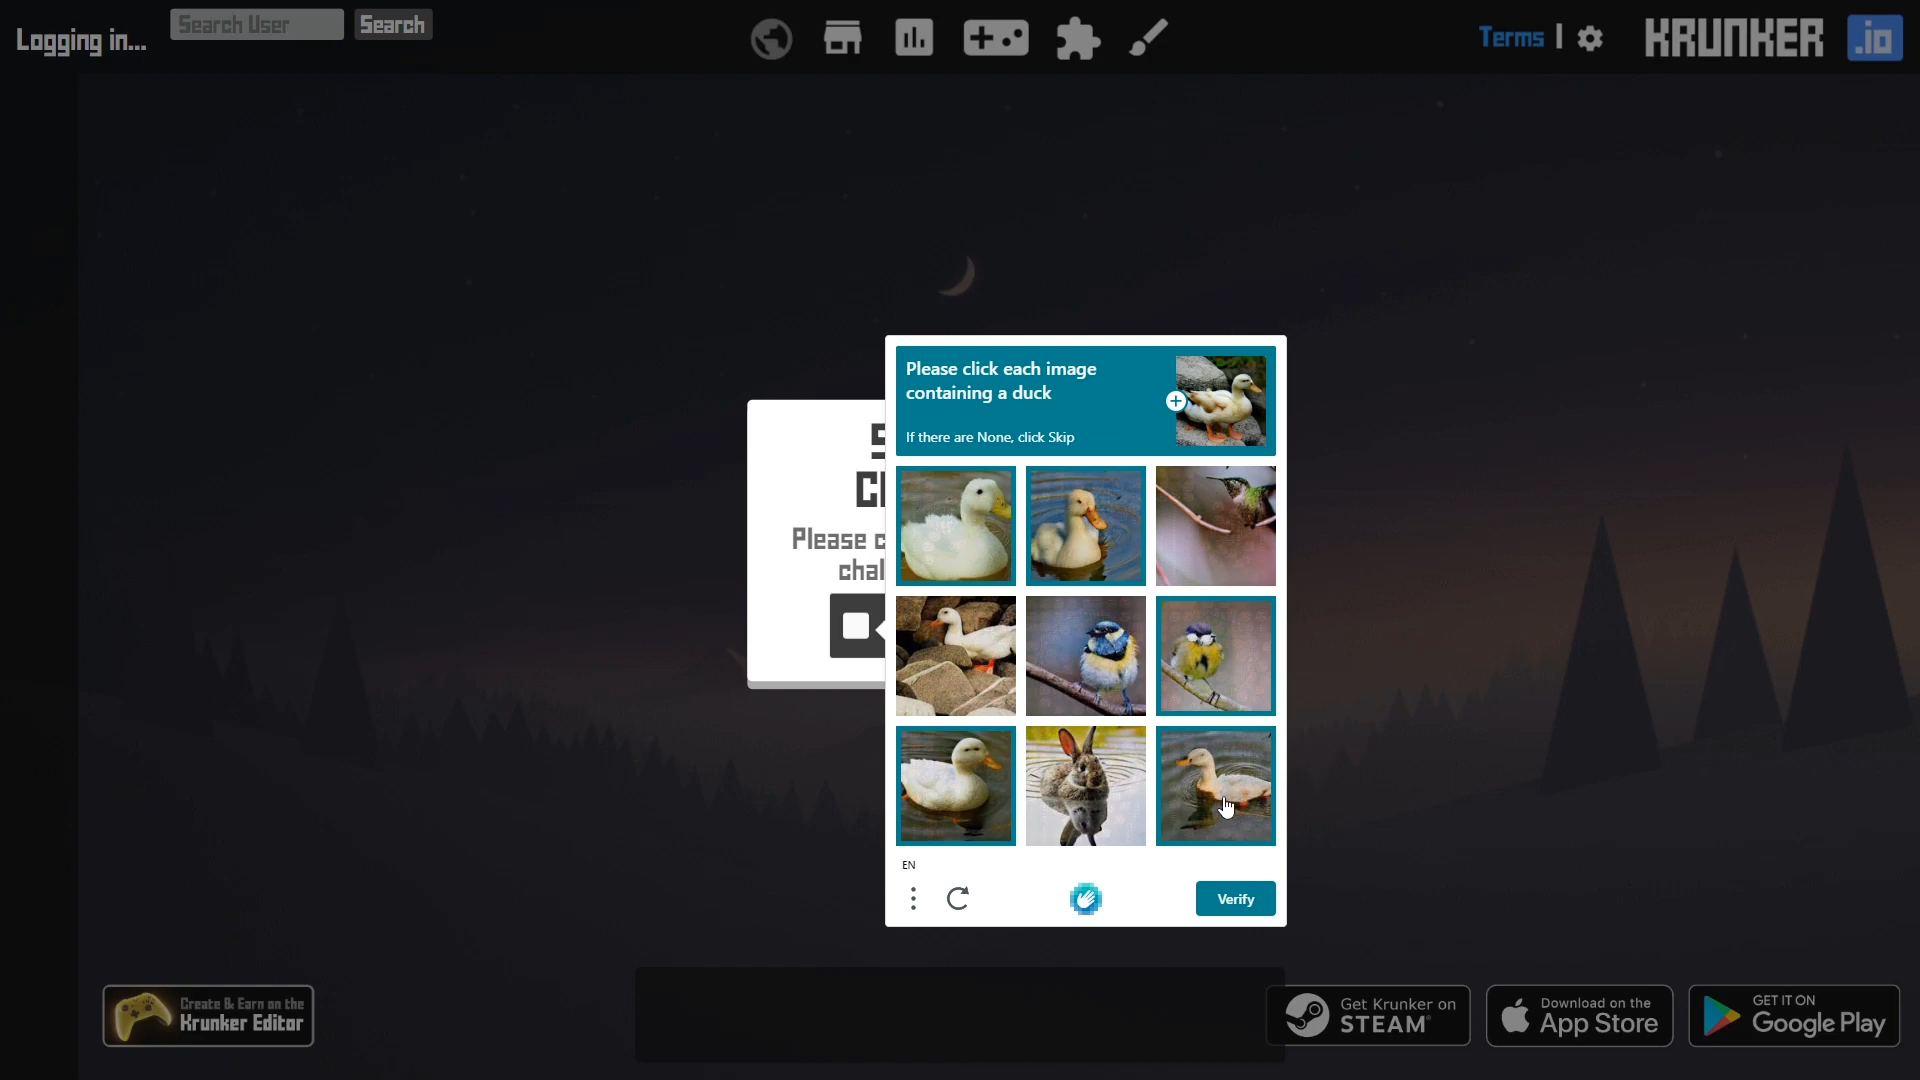 Logging in...
Search User
Search
Terms |
KRUNKER .io
Please click each image
containing a duck
If there are None, click Skip
Please
EN
Verify
Create & Earn on the
Krunker Editor
Get Krunker on
STEAM
Download on the
App Store
GET IT ON
Google Play